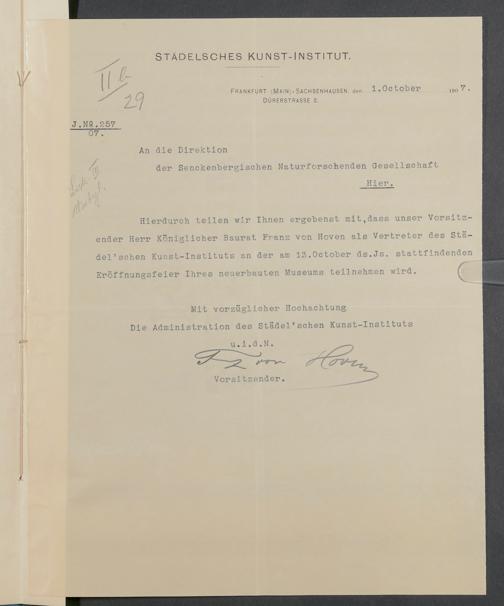 STÄDELSCHES KUNST-INSTITUT.
II b
29
FRANKFURT (MAIN)-SACHSENHAUSEN, den 1.October 1907.
DÜRERSTRASSE 2.
J.No.257
07.
An die Direktion
der Senckenbergischen Naturforschenden Gesellschaft
Hier.
Hierdurch teilen wir Ihnen ergebenst mit,dass unser Vorsitz-
ender Herr Königlicher Baurat Franz von Hoven als Vertreter des Stä-
del'schen Kunst-Instituts an der am 13.October ds.Js. stattfindenden
Eröffnungsfeier Ihres neuerbauten Museums teilnehmen wird.
Mit vorzüglicher Hochachtung
Die Administration des Städel'schen Kunst-Instituts
u.i.d.N.
Fz von Hoven
Vorsitzender.